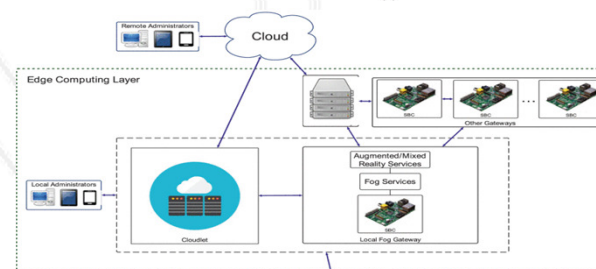 Remote Administrators
Cloud
Edge Computing Layer
SBC
SBC
...
SBC
Other Gateways
Augmented/Mixed
Reality Services
Fog Services
SBC
Local Fog Gateway
Local Administrators
Cloudlet